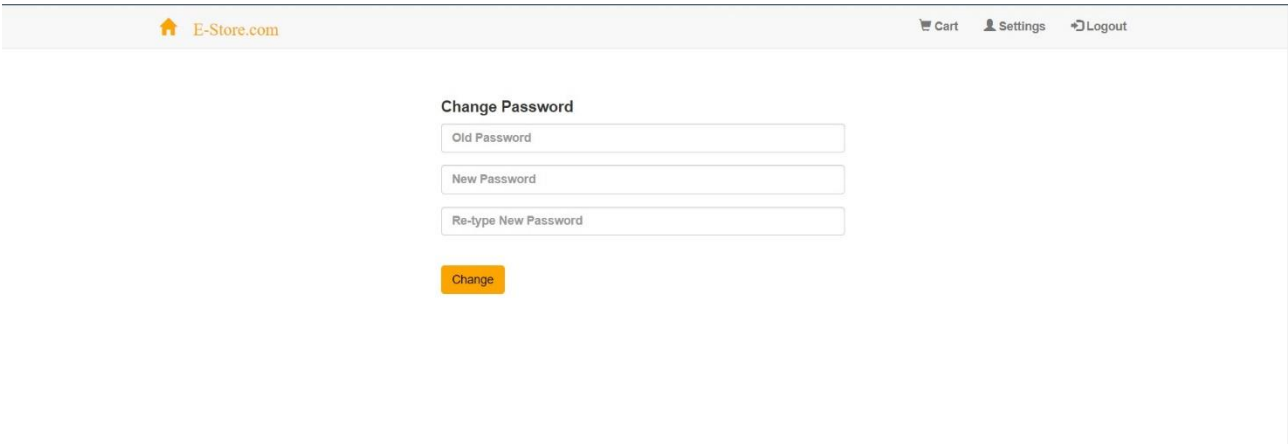 E-Store.com Cart Settings Logout
Change Password
Old Password
New Password
Re-type New Password
Change